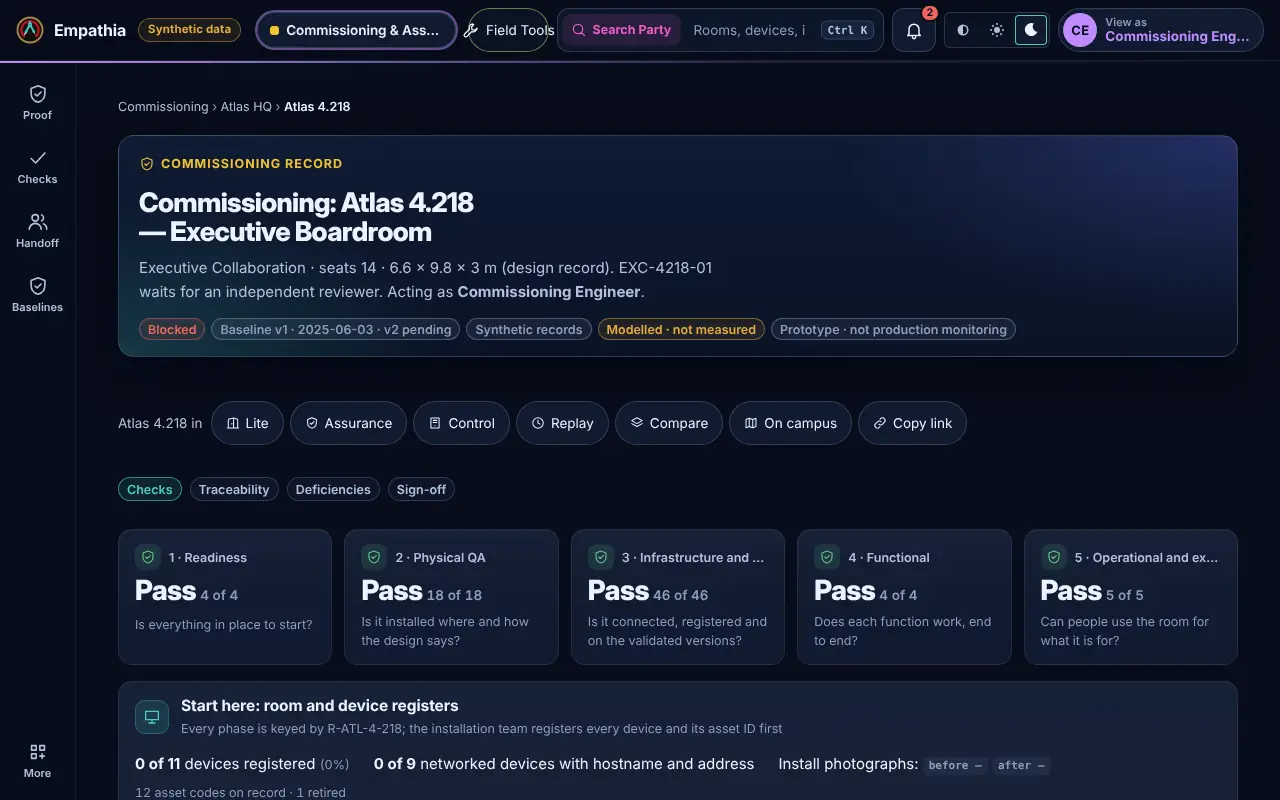 Empathia
Synthetic data
Commissioning & Ass...
Field Tools
Search Party
Rooms, devices, i
Ctrl K
2
CE
View as
Commissioning Eng...
Proof
Checks
Handoff
Baselines
More
Commissioning › Atlas HQ › Atlas 4.218
COMMISSIONING RECORD
Commissioning: Atlas 4.218
— Executive Boardroom
Executive Collaboration · seats 14 · 6.6 × 9.8 × 3 m (design record). EXC-4218-01
waits for an independent reviewer. Acting as Commissioning Engineer.
Blocked
Baseline v1 · 2025-06-03 · v2 pending
Synthetic records
Modelled · not measured
Prototype · not production monitoring
Atlas 4.218 in
Lite
Assurance
Control
Replay
Compare
On campus
Copy link
Checks
Traceability
Deficiencies
Sign-off
1 · Readiness
Pass 4 of 4
Is everything in place to start?
2 · Physical QA
Pass 18 of 18
Is it installed where and how
the design says?
3 · Infrastructure and ...
Pass 46 of 46
Is it connected, registered and
on the validated versions?
4 · Functional
Pass 4 of 4
Does each function work, end
to end?
5 · Operational and ex...
Pass 5 of 5
Can people use the room for
what it is for?
Start here: room and device registers
Every phase is keyed by R-ATL-4-218; the installation team registers every device and its asset ID first
0 of 11 devices registered (0%)
0 of 9 networked devices with hostname and address
Install photographs: before — after —
12 asset codes on record · 1 retired